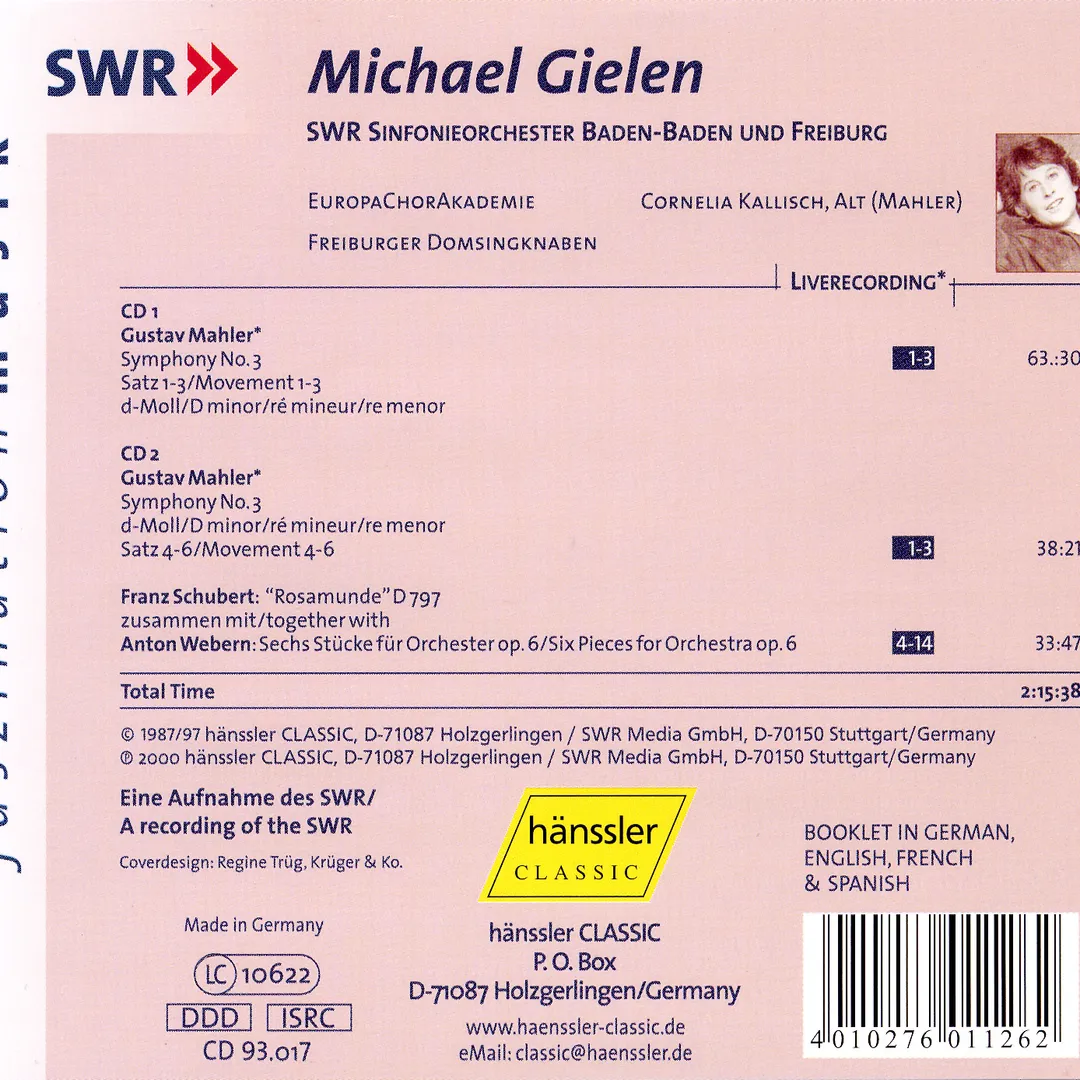 SWR
Michael Gielen
SWR Sinfonieorchester Baden-Baden und Freiburg
EuropaChorAkademie
Cornelia Kallisch, Alt (Mahler)
Freiburger Domsingknaben
Liverecording*
CD 1
Gustav Mahler*
Symphony No. 3 1-3 63.:30
Satz 1-3/Movement 1-3
d-Moll/D minor/ré mineur/re menor
CD 2
Gustav Mahler*
Symphony No. 3
d-Moll/D minor/ré mineur/re menor
Satz 4-6/Movement 4-6 1-3 38:21
Franz Schubert: "Rosamunde" D 797
zusammen mit/together with
Anton Webern: Sechs Stücke für Orchester op. 6/Six Pieces for Orchestra op. 6 4-14 33:47
Total Time 2:15:38
© 1987/97 hänssler CLASSIC, D-71087 Holzgerlingen / SWR Media GmbH, D-70150 Stuttgart/Germany
℗ 2000 hänssler CLASSIC, D-71087 Holzgerlingen / SWR Media GmbH, D-70150 Stuttgart/Germany
Eine Aufnahme des SWR/
A recording of the SWR
Coverdesign: Regine Trüg, Krüger & Ko.
hänssler
CLASSIC
BOOKLET IN GERMAN,
ENGLISH, FRENCH
& SPANISH
Made in Germany
LC 10622
DDD ISRC
CD 93.017
hänssler CLASSIC
P. O. Box
D-71087 Holzgerlingen/Germany
www.haenssler-classic.de
eMail: classic@haenssler.de
4 010276 011262